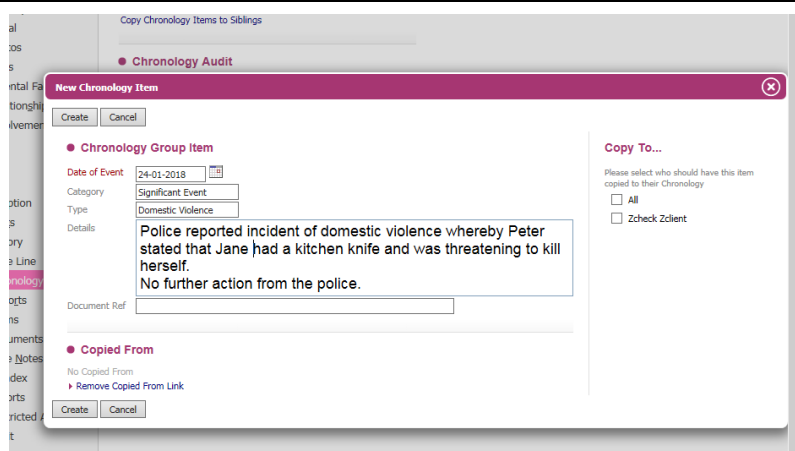 al
Copy Chronology Items to Siblings
tos
s
Chronology Audit
ental Fa
New Chronology Item
tionship
Create Cancel
lvemen
Chronology Group Item
Copy To...
Date of Event 24-01-2018
Please select who should have this item
copied to their Chronology
Category Significant Event
All
Type Domestic Violence
Zcheck Zclient
Details
Police reported incident of domestic violence whereby Peter
stated that Jane had a kitchen knife and was threatening to kill
herself.
No further action from the police.
ption
s
ory
e Line
onology
Document Ref
orts
ms
uments
Copied From
e Notes
No Copied From
ndex
Remove Copied From Link
orts
Create Cancel
tricted A
t